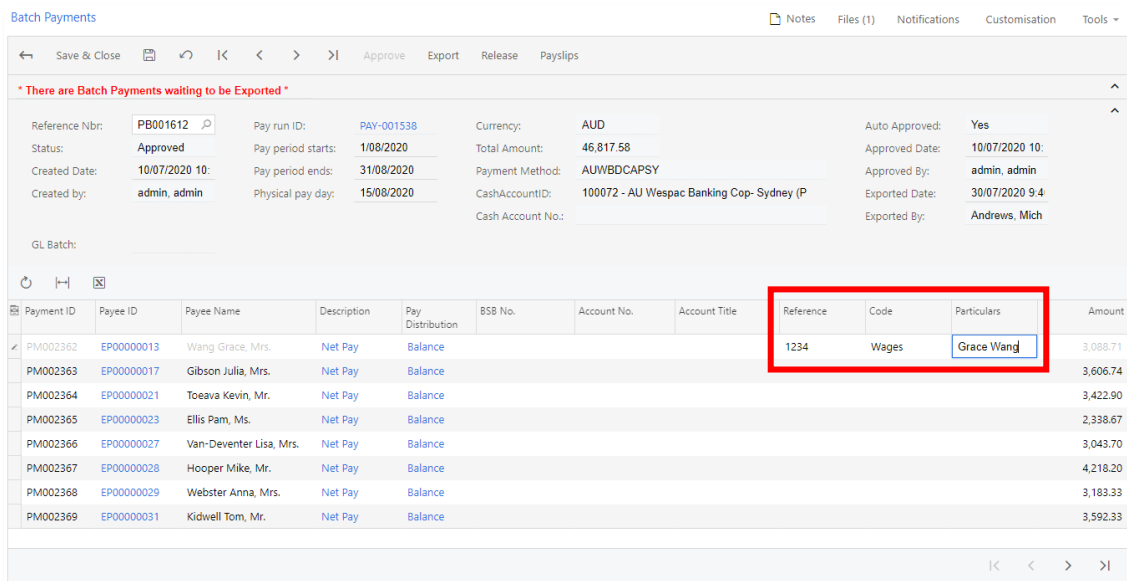 Batch Payments Notes Files (1) Notifications Customisation Tools
Save & Close Approve Export Release Payslips
* There are Batch Payments waiting to be Exported *
Reference Nbr: PB001612 Pay run ID: PAY-001538 Currency: AUD Auto Approved: Yes
Status: Approved Pay period starts: 1/08/2020 Total Amount: 46,817.58 Approved Date: 10/07/2020 10:
Created Date: 10/07/2020 10: Pay period ends: 31/08/2020 Payment Method: AUWBDCAPSY Approved By: admin, admin
Created by: admin, admin Physical pay day: 15/08/2020 CashAccountID: 100072 - AU Wespac Banking Cop- Sydney (P Exported Date: 30/07/2020 9:4
Cash Account No.: Exported By: Andrews, Mich
GL Batch:
Payment ID Payee ID Payee Name Description Pay Distribution BSB No. Account No. Account Title Reference Code Particulars Amount
PM002362 EP00000013 Wang Grace, Mrs. Net Pay Balance 1234 Wages Grace Wang 3,088.71
PM002363 EP00000017 Gibson Julia, Mrs. Net Pay Balance 3,606.74
PM002364 EP00000021 Toeava Kevin, Mr. Net Pay Balance 3,422.90
PM002365 EP00000023 Ellis Pam, Ms. Net Pay Balance 2,338.67
PM002366 EP00000027 Van-Deventer Lisa, Mrs. Net Pay Balance 3,043.70
PM002367 EP00000028 Hooper Mike, Mr. Net Pay Balance 4,218.20
PM002368 EP00000029 Webster Anna, Mrs. Net Pay Balance 3,183.33
PM002369 EP00000031 Kidwell Tom, Mr. Net Pay Balance 3,592.33